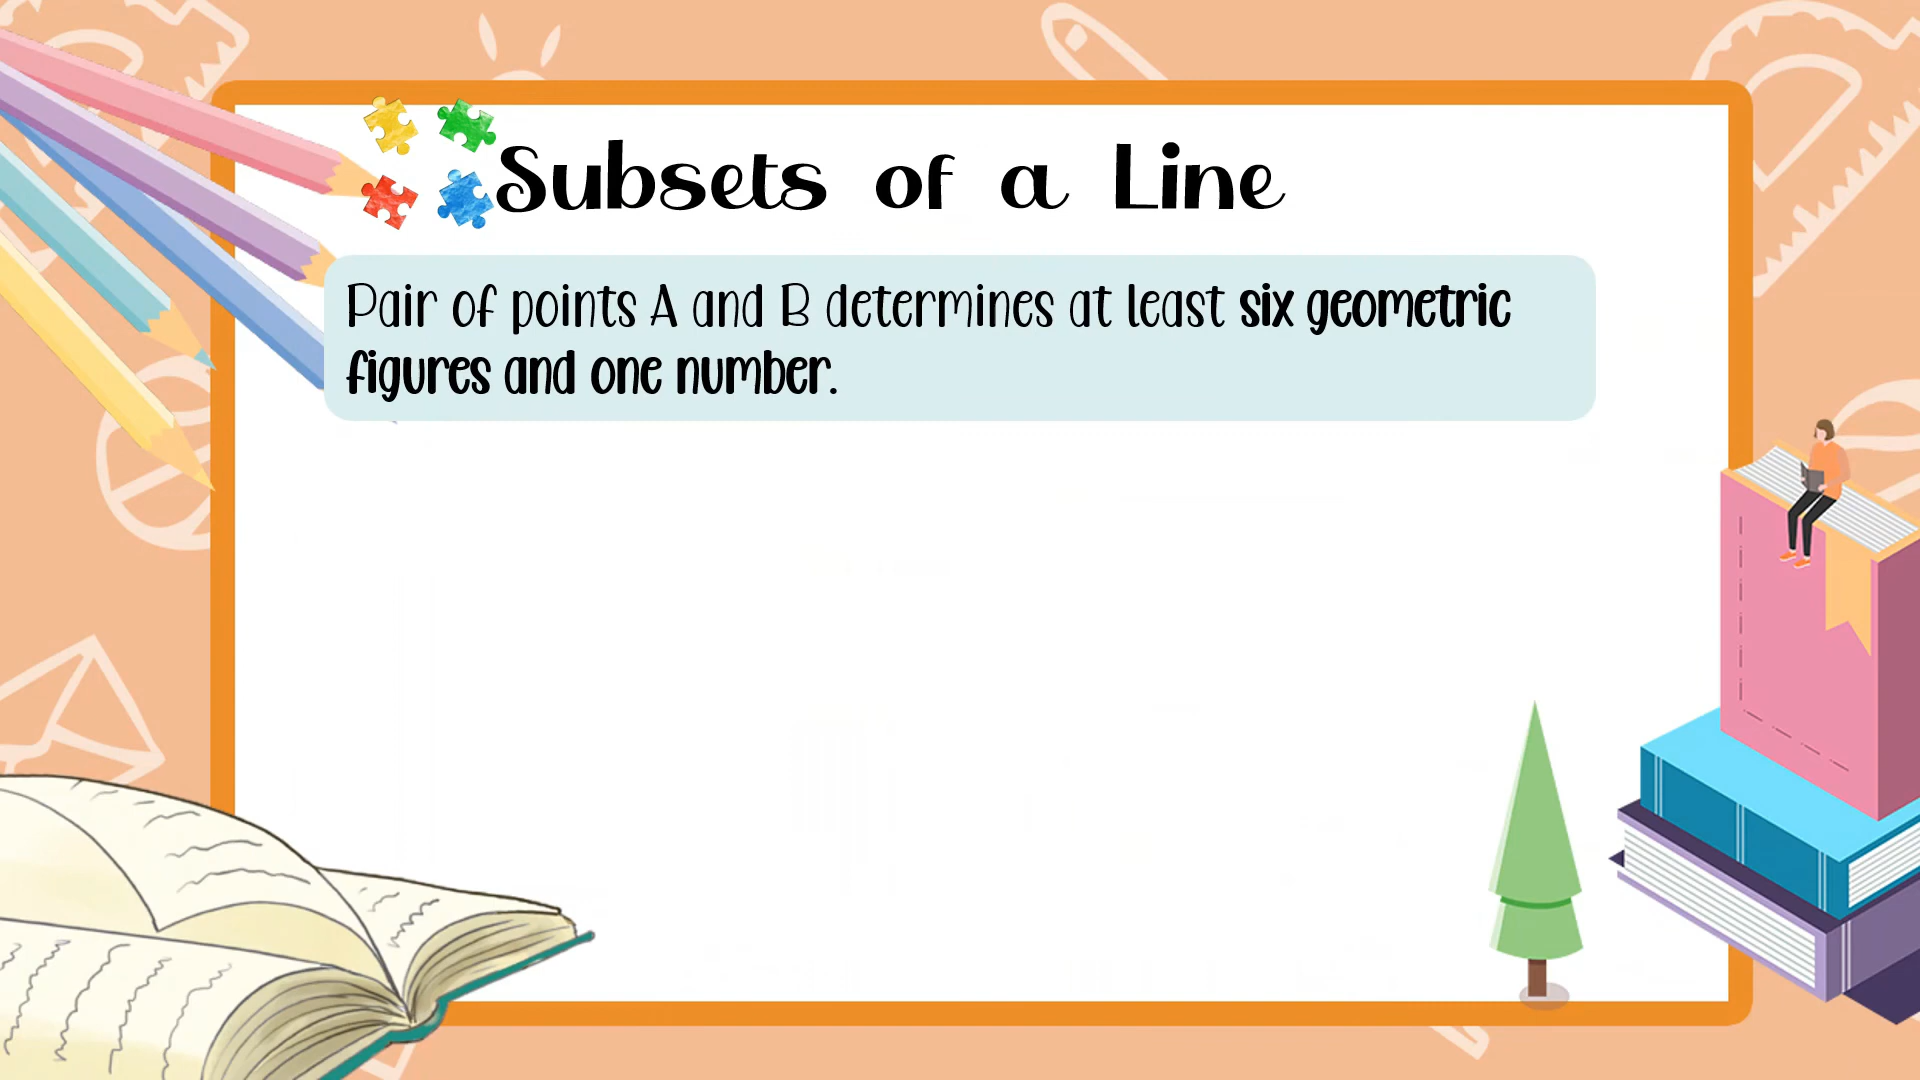 Subsets of a Line
Pair of points A and B determines at least six geometric
figures and one number.